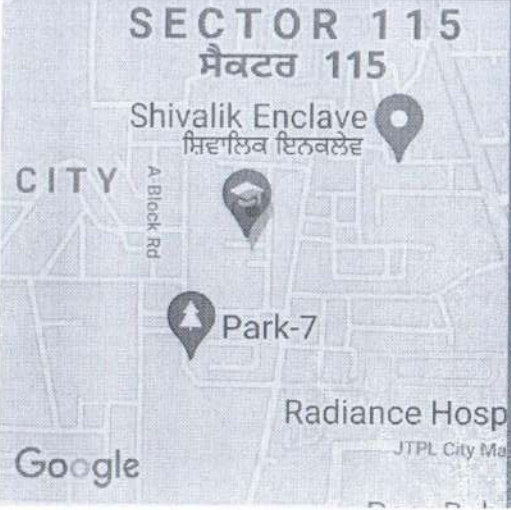 SECTOR 115
ਸੈਕਟਰ 115
Shivalik Enclave
ਸ਼ਿਵਾਲਿਕ ਇਨਕਲੇਵ
CITY
A-Block Rd
Park-7
Radiance Hosp
JTPL City Ma
Google